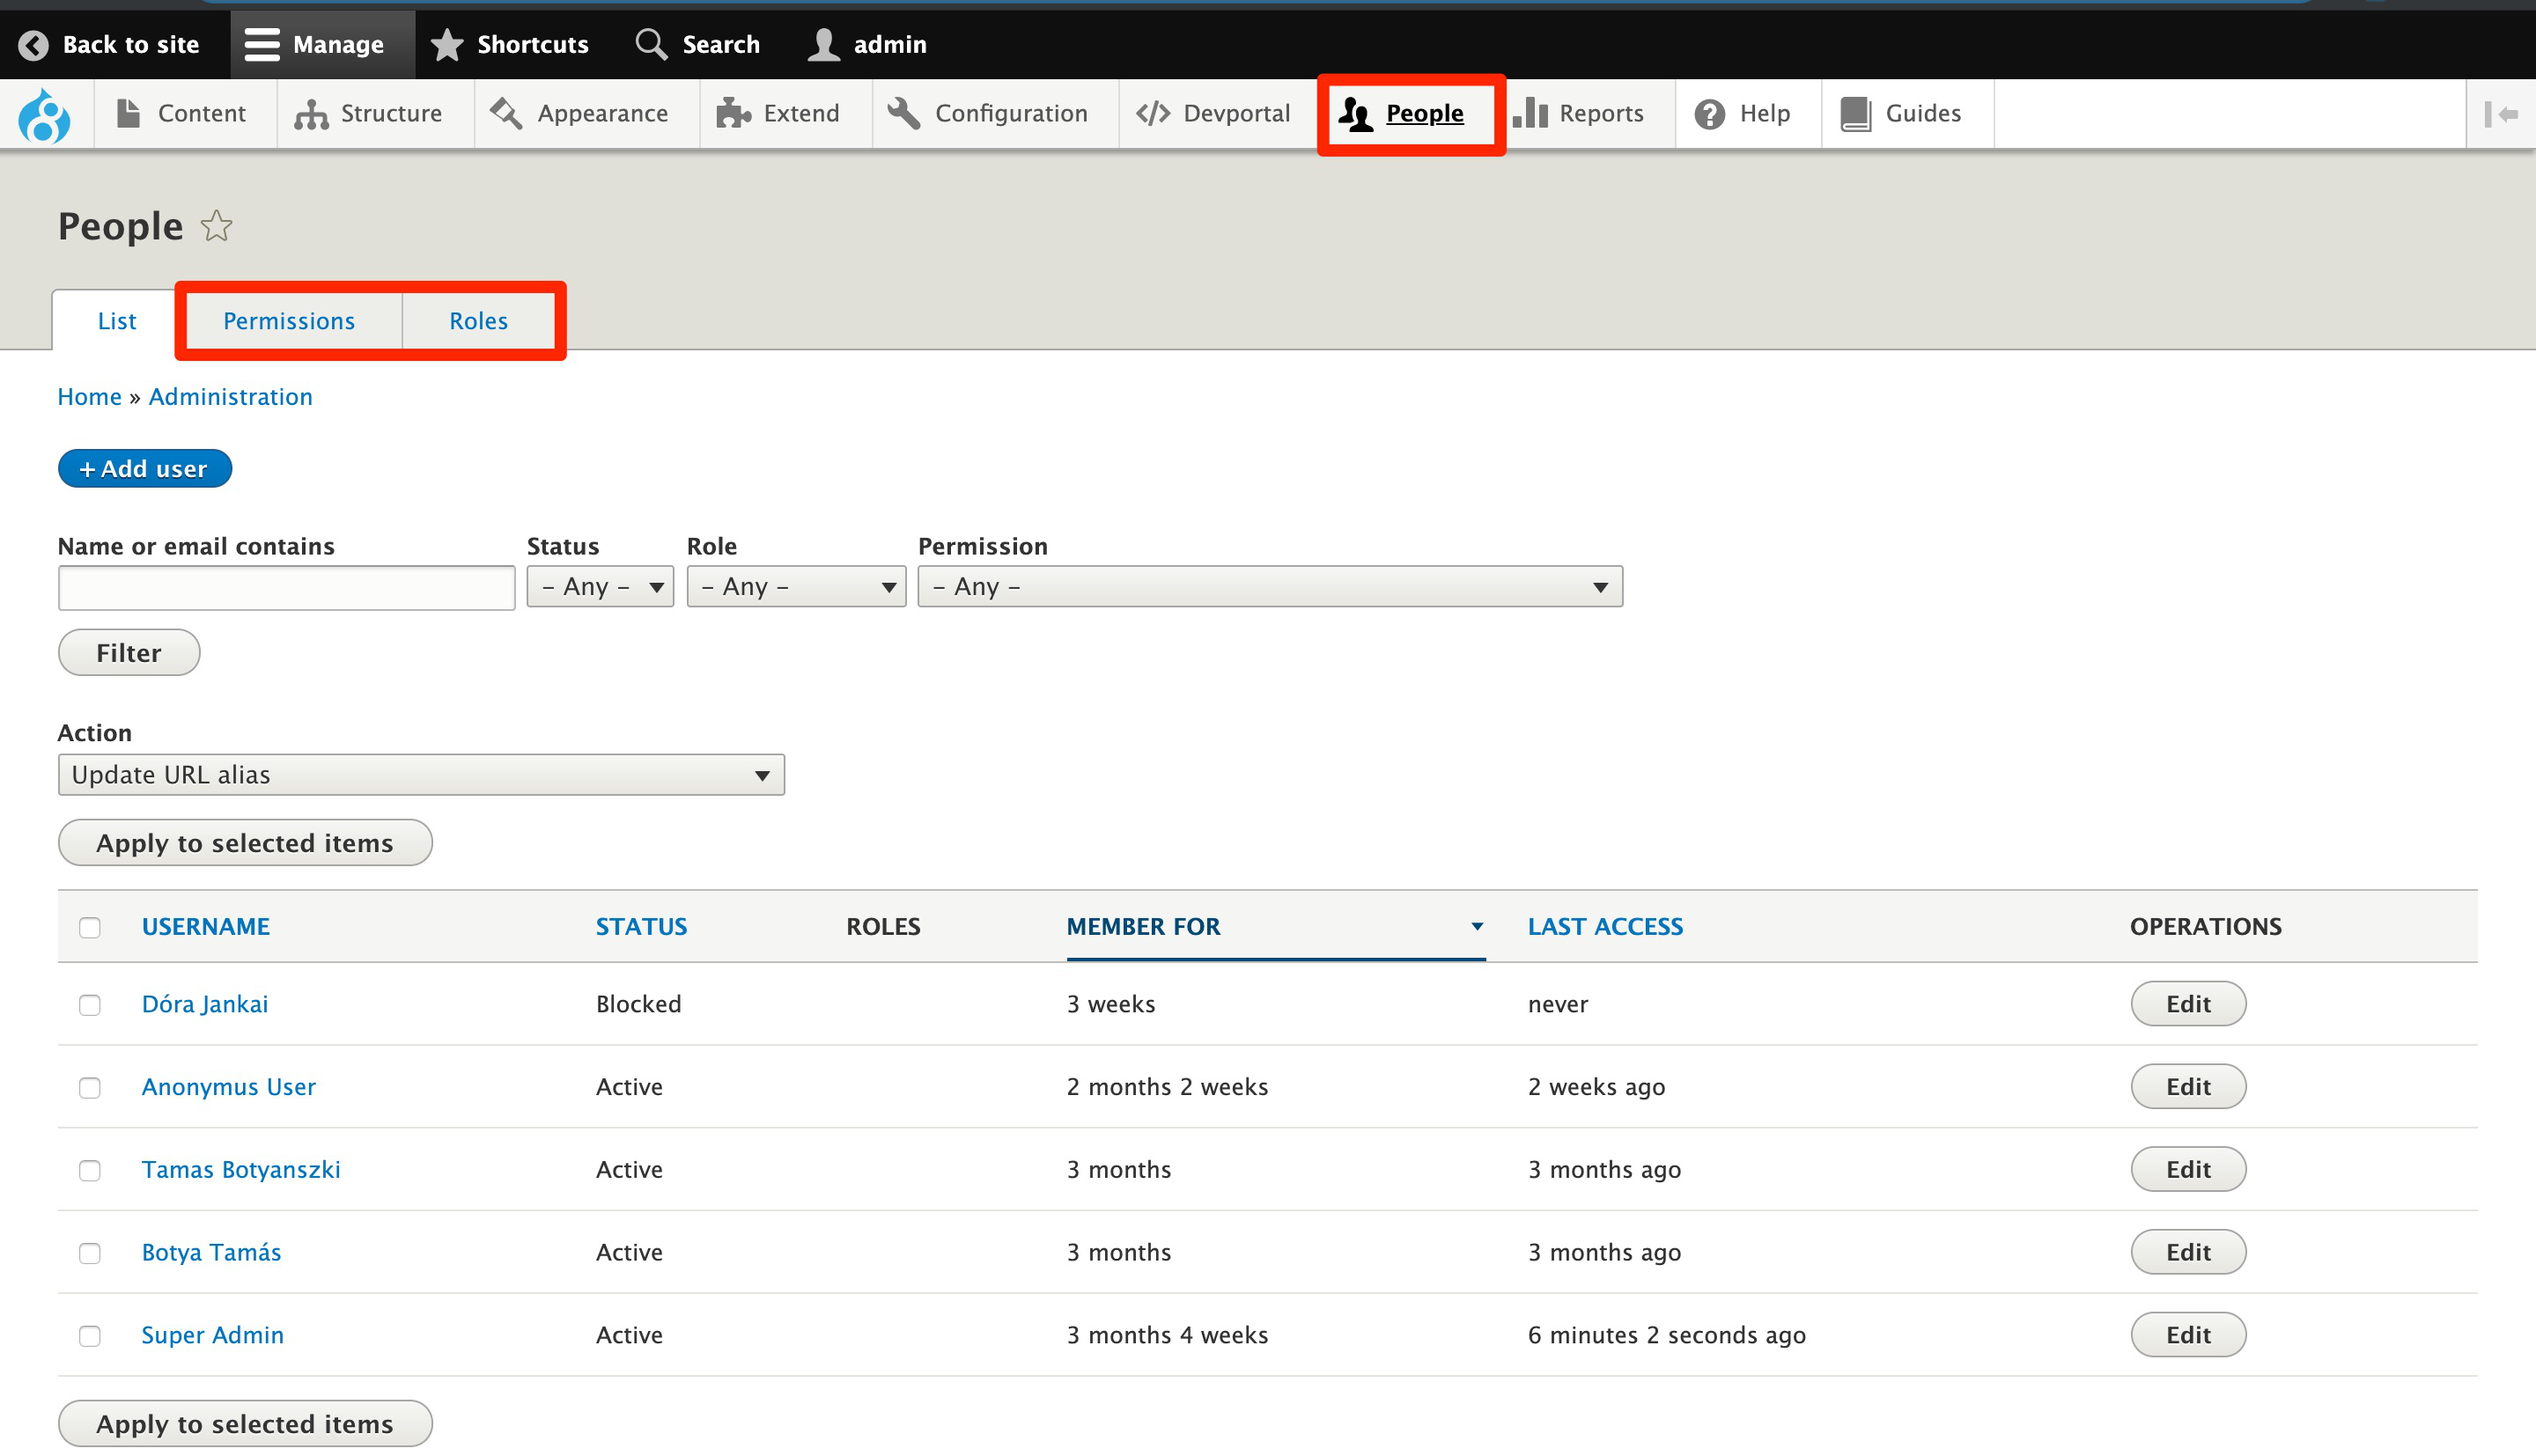 Back to site Manage Shortcuts Search admin
Content Structure Appearance Extend Configuration Devportal People Reports Help Guides
People
List Permissions Roles
Home » Administration
+ Add user
Name or email contains Status Role Permission
– Any – – Any – – Any –
Filter
Action
Update URL alias
Apply to selected items
USERNAME STATUS ROLES MEMBER FOR LAST ACCESS OPERATIONS
Dóra Jankai Blocked 3 weeks never Edit
Anonymus User Active 2 months 2 weeks 2 weeks ago Edit
Tamas Botyanszki Active 3 months 3 months ago Edit
Botya Tamás Active 3 months 3 months ago Edit
Super Admin Active 3 months 4 weeks 6 minutes 2 seconds ago Edit
Apply to selected items